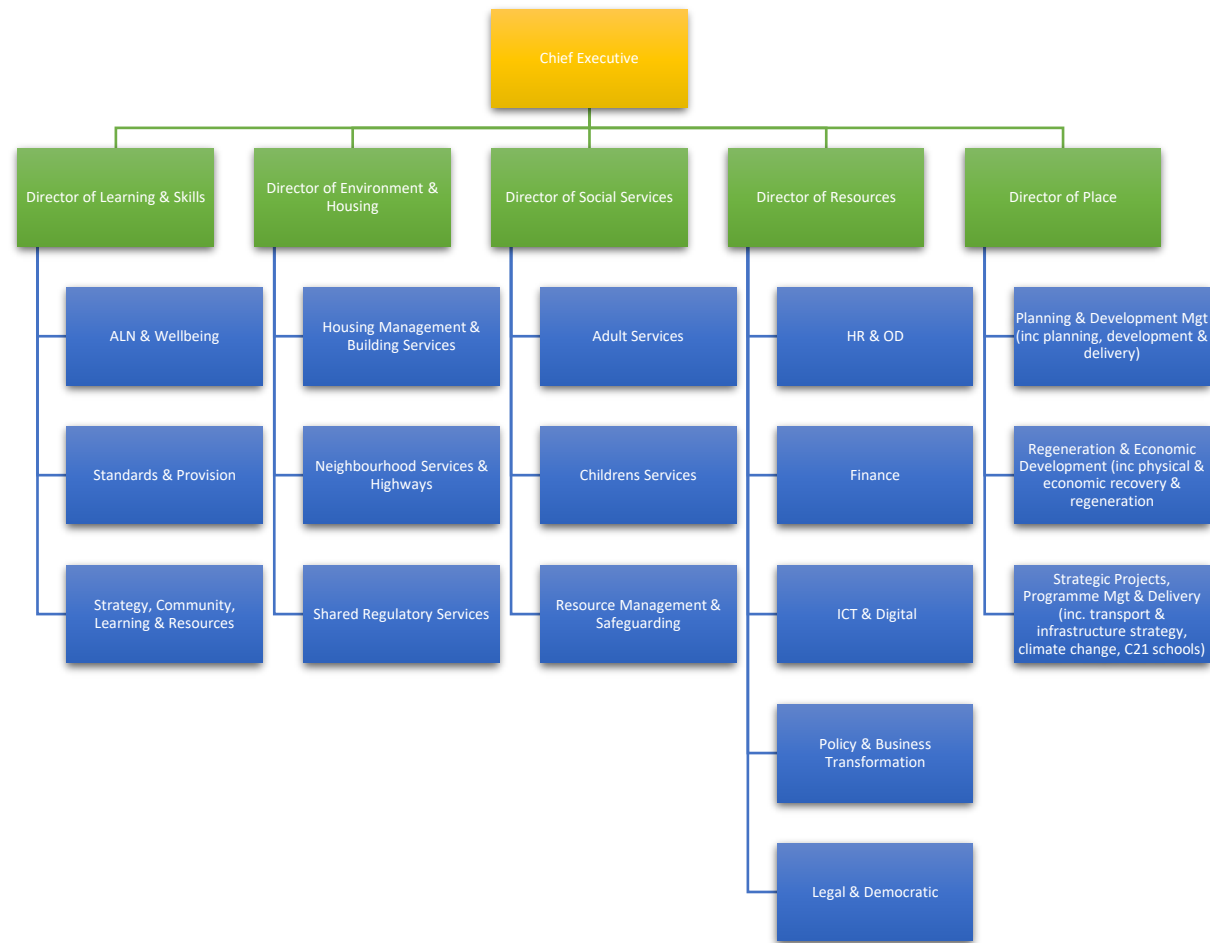 Chief Executive
Director of Learning & Skills
Director of Environment &
Housing
Director of Social Services
Director of Resources
Director of Place
ALN & Wellbeing
Standards & Provision
Strategy, Community,
Learning & Resources
Housing Management &
Building Services
Neighbourhood Services &
Highways
Shared Regulatory Services
Adult Services
Childrens Services
Resource Management &
Safeguarding
HR & OD
Finance
ICT & Digital
Policy & Business
Transformation
Legal & Democratic
Planning & Development Mgt
(inc planning, development &
delivery)
Regeneration & Economic
Development (inc physical &
economic recovery &
regeneration
Strategic Projects,
Programme Mgt & Delivery
(inc. transport &
infrastructure strategy,
climate change, C21 schools)